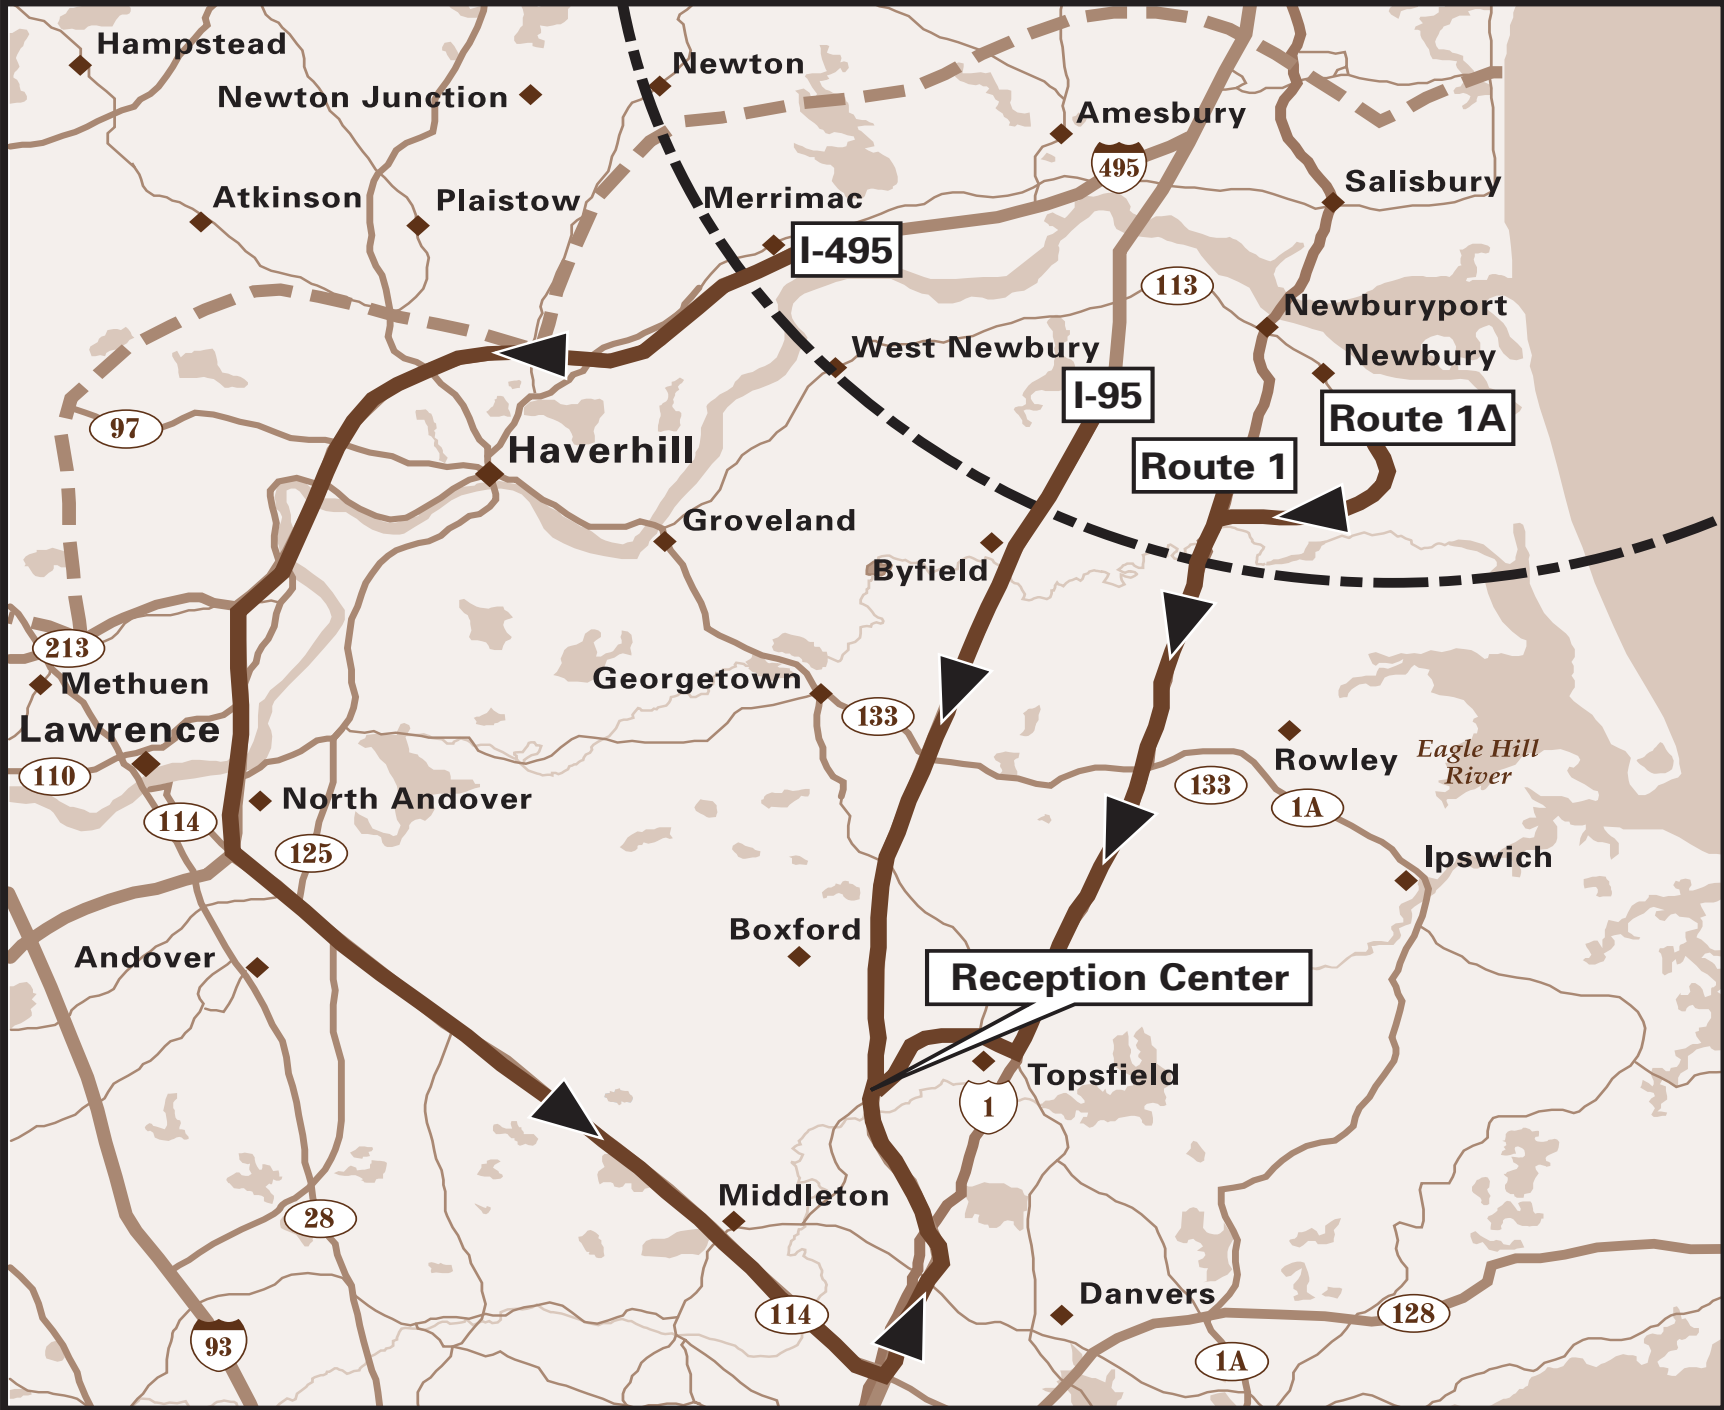 Hampstead
Newton
Newton Junction
Amesbury
495
Salisbury
Atkinson
Plaistow
Merrimac
I-495
113
Newburyport
West Newbury
Newbury
I-95
Route 1A
97
Haverhill
Route 1
Groveland
Byfield
213
Methuen
Georgetown
133
Lawrence
Rowley
Eagle Hill
River
110
133
North Andover
1A
114
125
Ipswich
Boxford
Andover
Reception Center
Topsfield
1
Middleton
28
Danvers
114
128
93
1A